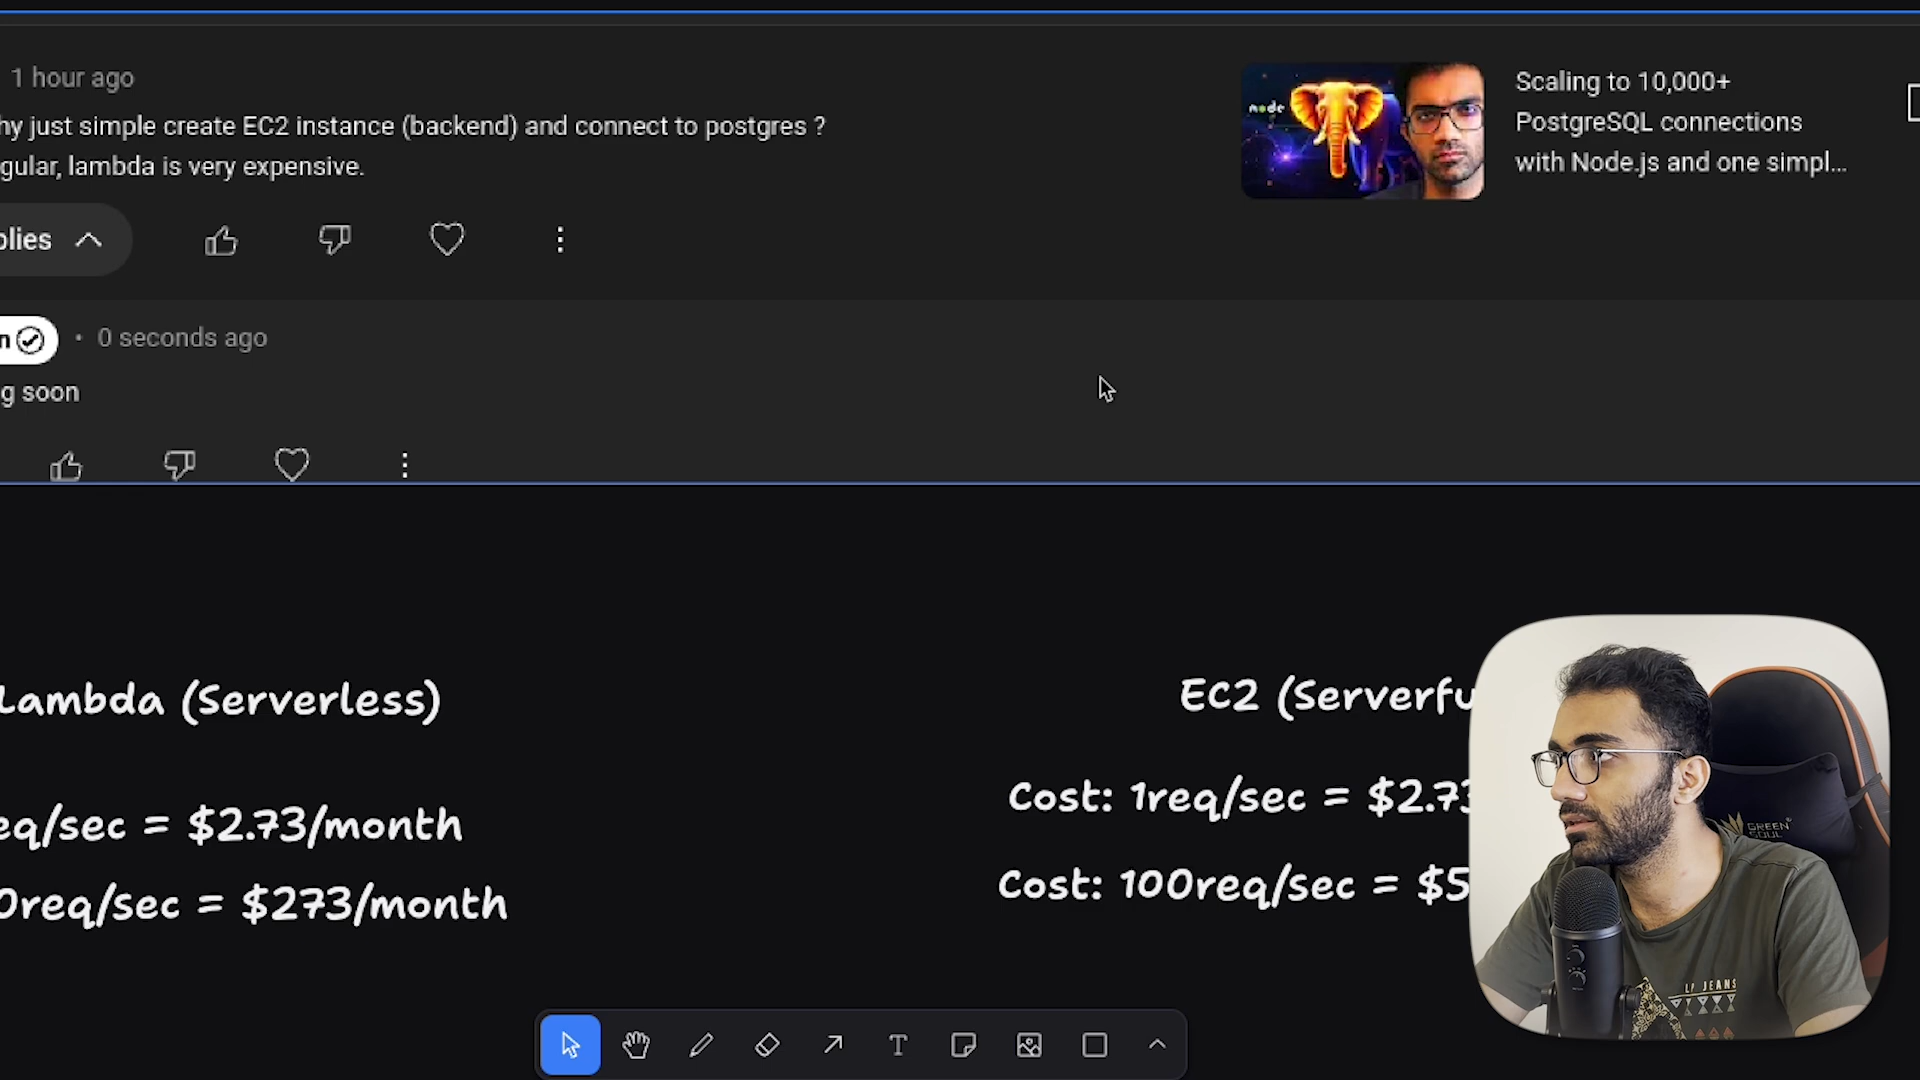 1 hour ago
hy just simple create EC2 instance (backend) and connect to postgres ?
gular, lambda is very expensive.
plies
Scaling to 10,000+
PostgreSQL connections
with Node.js and one simpl...
node
n • 0 seconds ago
g soon
Lambda (Serverless)
eq/sec = $2.73/month
0req/sec = $273/month
EC2 (Serverfu
Cost: 1req/sec = $2.73
Cost: 100req/sec = $5
GREEN
SOUL
JEANS
T